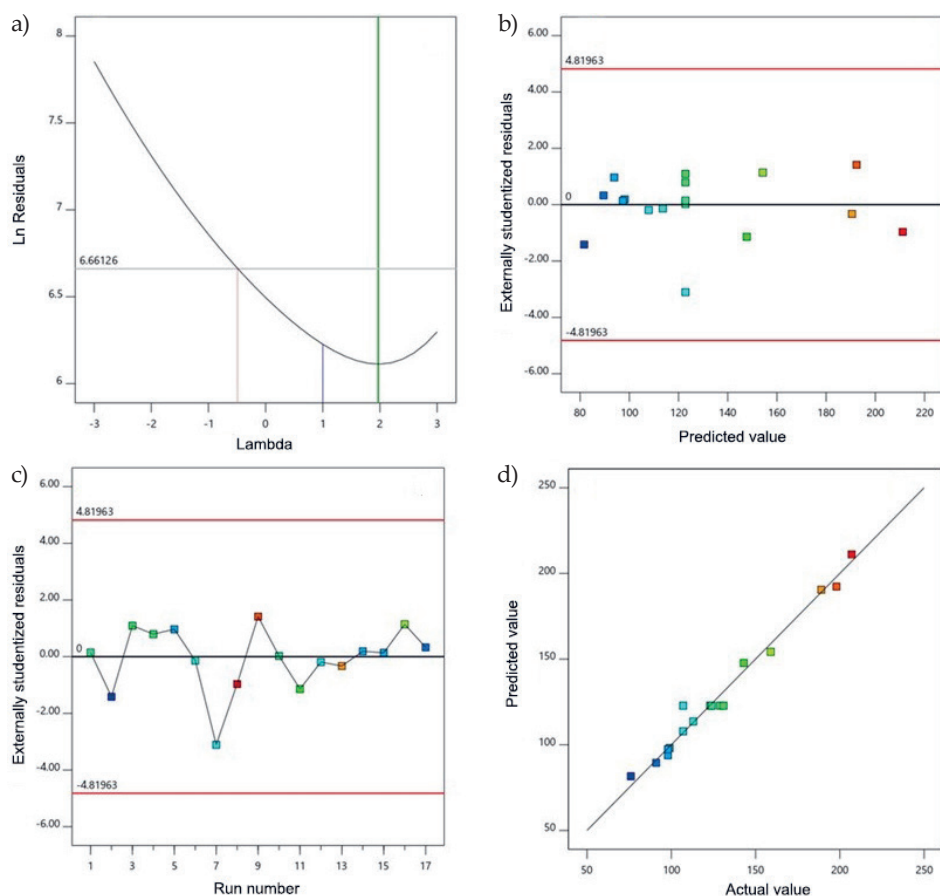 a)
Ln Residuals
8
7.5
7
6.66126
6.5
6
-3 -2 -1 0 1 2 3
Lambda
b)
Externally studentized residuals
6.00
4.81963
4.00
2.00
0
0.00
-2.00
-4.00
-4.81963
-6.00
80 100 120 140 160 180 200 220
Predicted value
c)
Externally studentized residuals
6.00
4.81963
4.00
2.00
0
0.00
-2.00
-4.00
-4.81963
-6.00
1 3 5 7 9 11 13 15 17
Run number
d)
Predicted value
250
200
150
100
50
50 100 150 200 250
Actual value